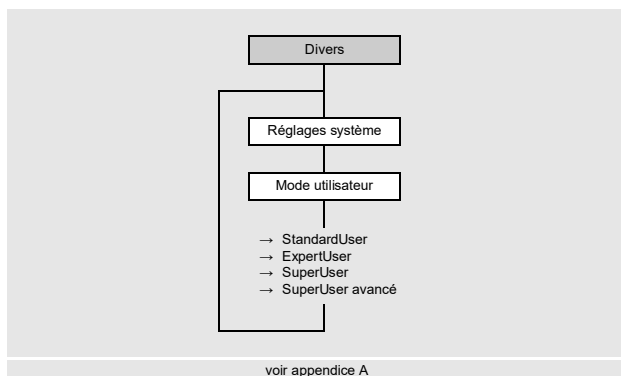 Divers
Réglages système
Mode utilisateur
→ StandardUser
→ ExpertUser
→ SuperUser
→ SuperUser avancé
voir appendice A